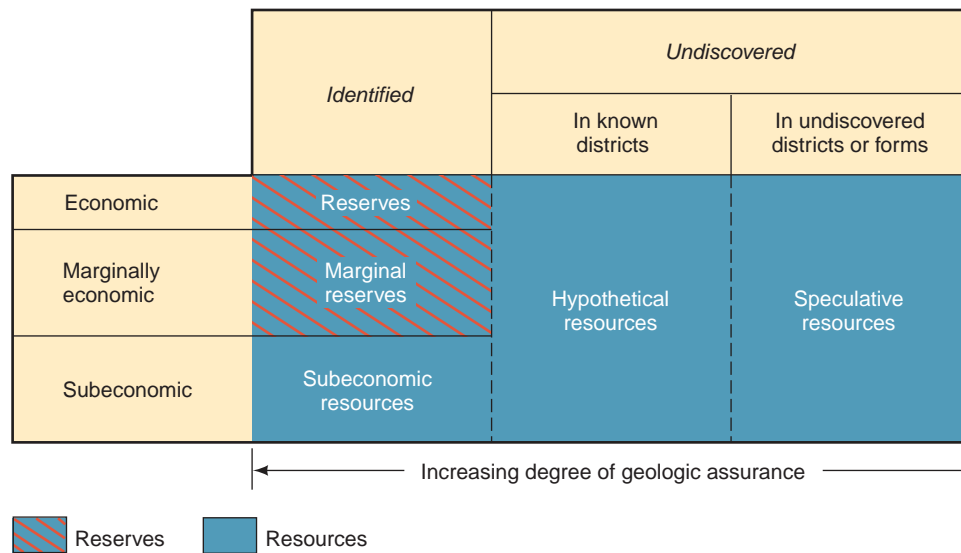 Identified
Undiscovered
In known
districts
In undiscovered
districts or forms
Economic
Reserves
Marginally
economic
Marginal
reserves
Hypothetical
resources
Speculative
resources
Subeconomic
Subeconomic
resources
Increasing degree of geologic assurance
Reserves
Resources